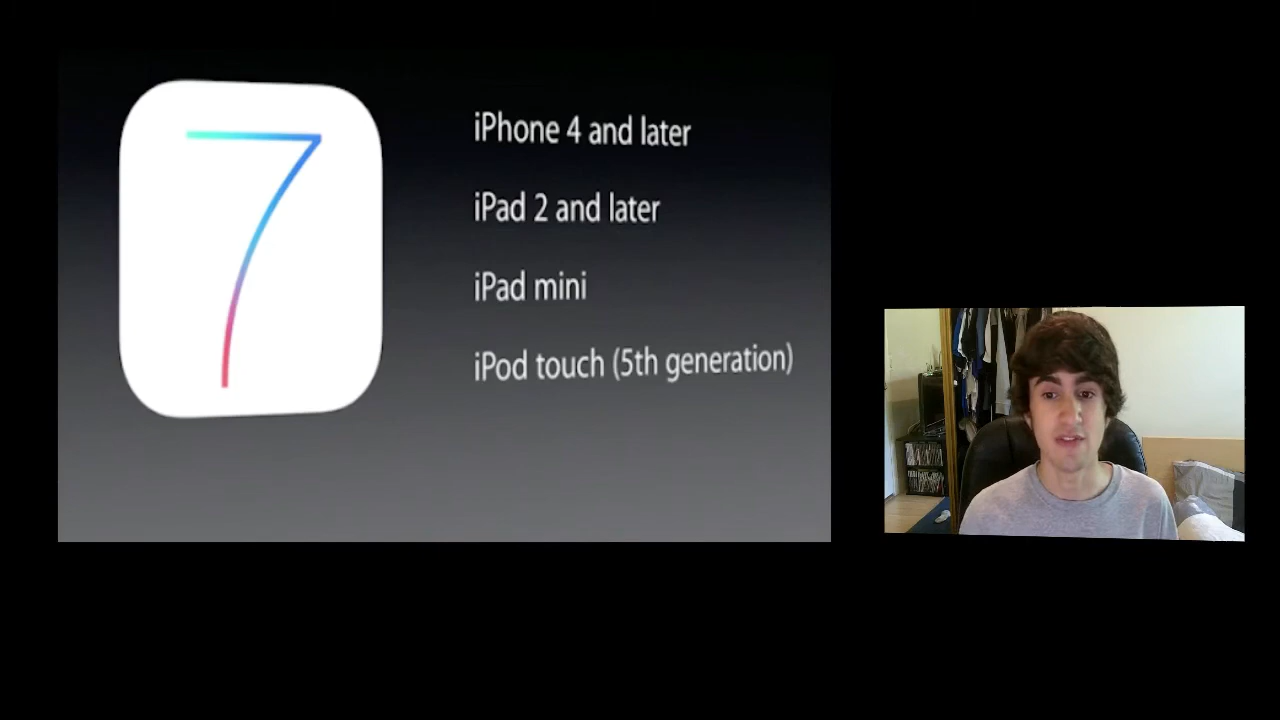 7
iPhone 4 and later
iPad 2 and later
iPad mini
iPod touch (5th generation)